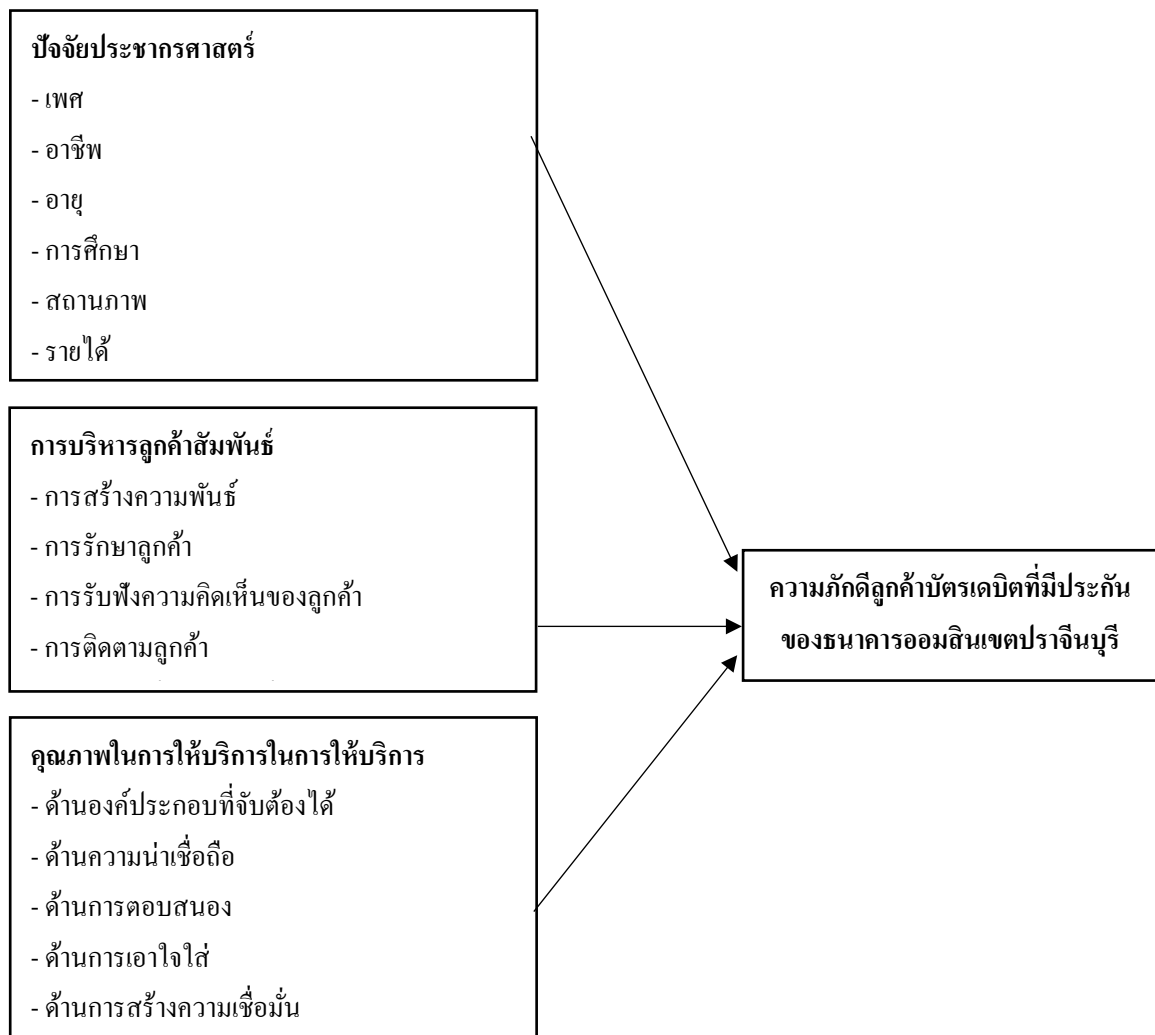 ปัจจัยประชากรศาสตร์
- เพศ
- อาชีพ
- อายุ
- การศึกษา
- สถานภาพ
- รายได้
การบริหารลูกค้าสัมพันธ์
- การสร้างความพันธ์
- การรักษาลูกค้า
- การรับฟังความคิดเห็นของลูกค้า
- การติดตามลูกค้า
ความภักดีลูกค้าบัตรเดบิตที่มีประกัน
ของธนาคารออมสินเขตปราจีนบุรี
คุณภาพในการให้บริการในการให้บริการ
- ด้านองค์ประกอบที่จับต้องได้
- ด้านความน่าเชื่อถือ
- ด้านการตอบสนอง
- ด้านการเอาใจใส่
- ด้านการสร้างความเชื่อมั่น